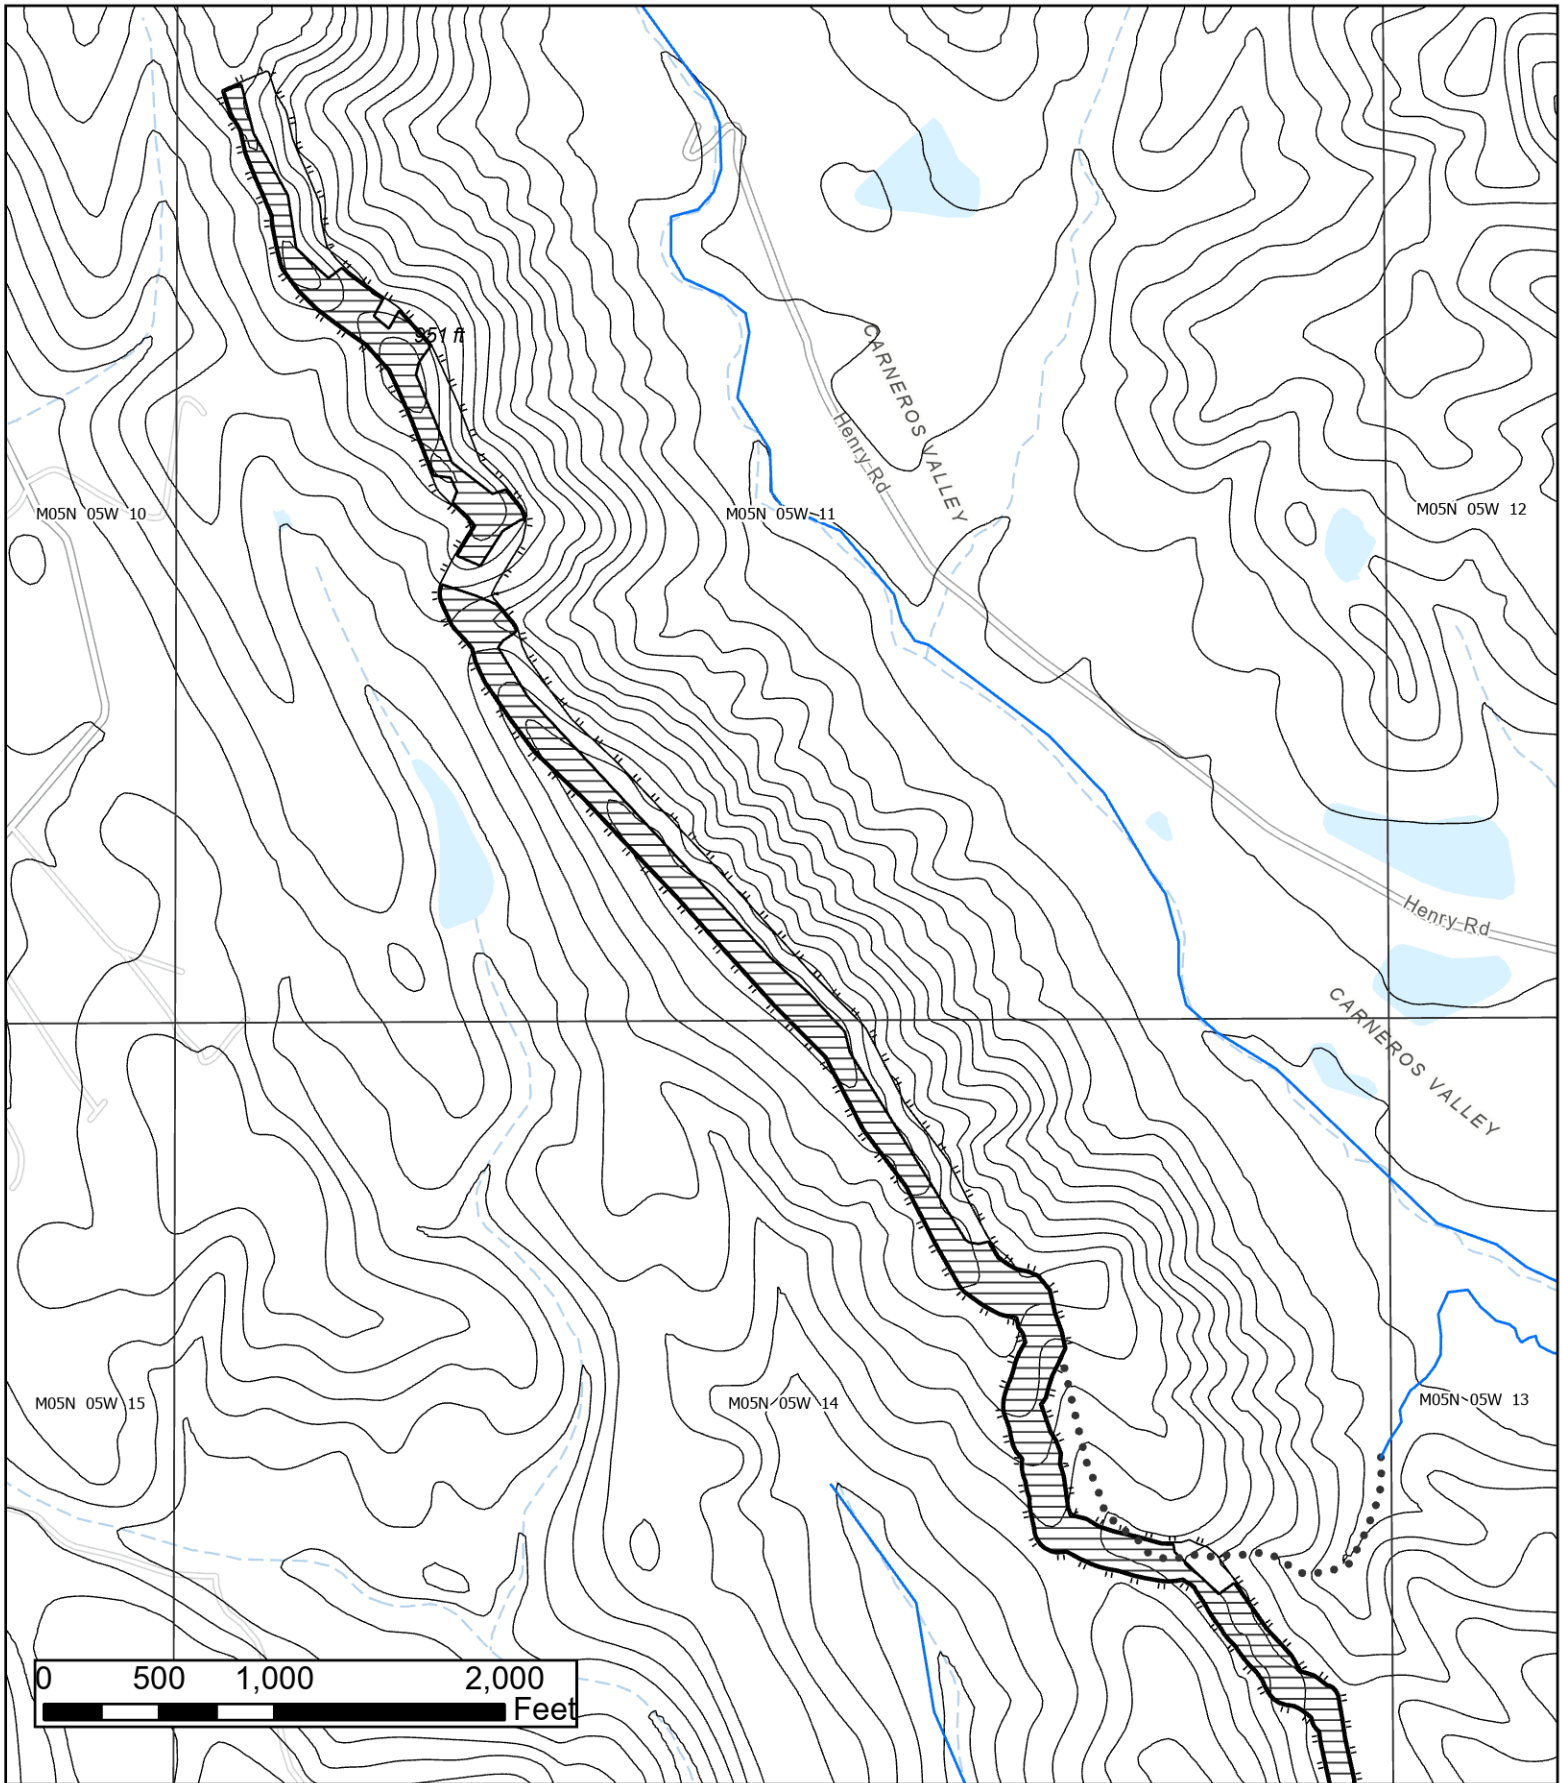 951 ft
CARNEROS VALLEY
Henry Rd
M05N 05W 10
M05N 05W 11
M05N 05W 12
Henry Rd
CARNEROS VALLEY
M05N 05W 15
M05N 05W 14
M05N 05W 13
0 500 1,000 2,000
Feet